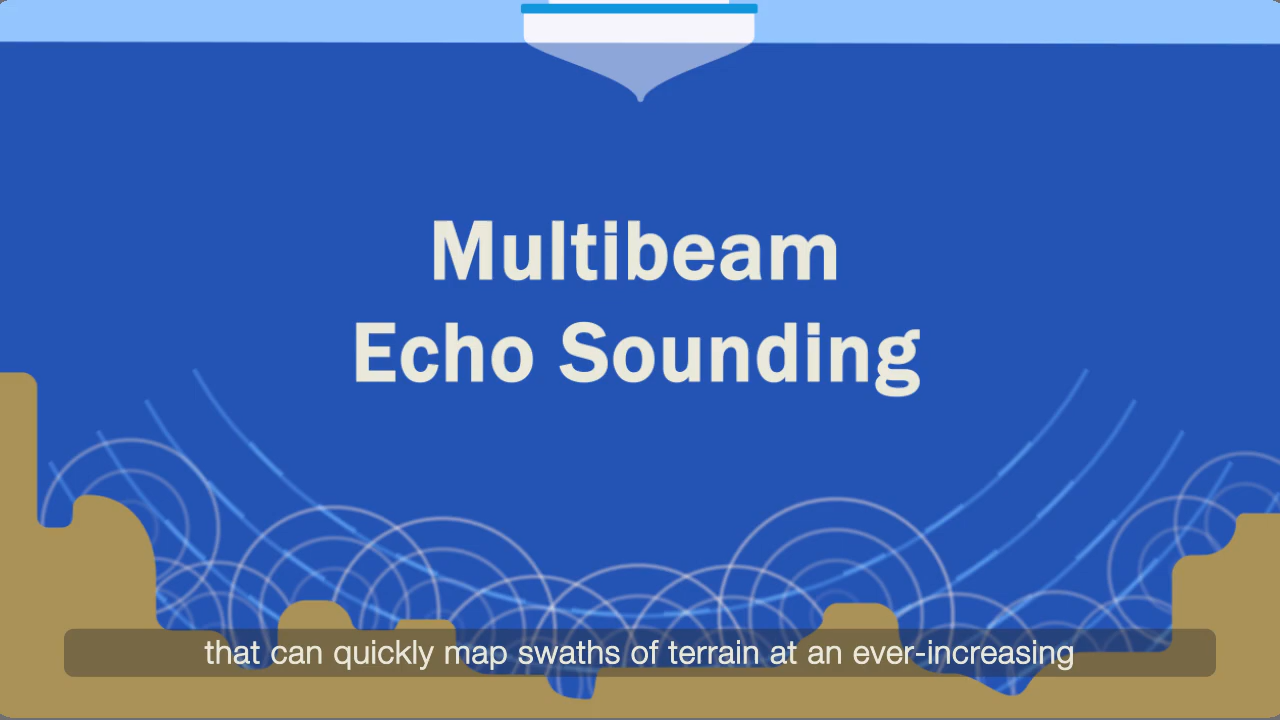 Multibeam
Echo Sounding
that can quickly map swaths of terrain at an ever-increasing